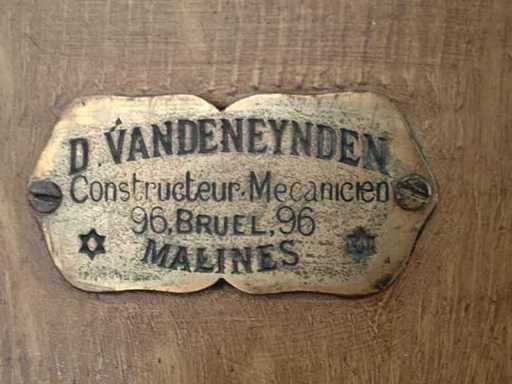 D. VANDENEYNDEN
Constructeur-Mecanicien
96, BRUEL, 96
MALINES